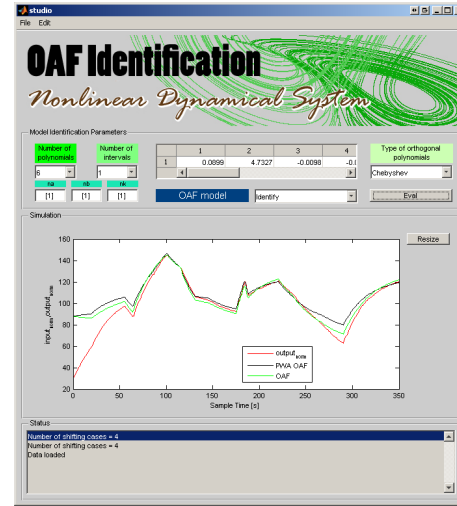 studio
File Edit
OAF Identification
Nonlinear Dynamical System
Model Identification Parameters
Number of polynomials
Number of intervals
6
1
na nb nk
[1] [1] [1]
1 2 3 4
1 0.0899 4.7327 -0.0098 -0.(
OAF model
Identify
Type of orthogonal polynomials
Chebyshev
Eval
Simulation
Resize
160
140
120
100
80
60
40
20
0 50 100 150 200 250 300 350
input_norm, output_norm
Sample Time [s]
output_norm
PWA OAF
OAF
Status
Number of shifting cases = 4
Number of shifting cases = 4
Data loaded